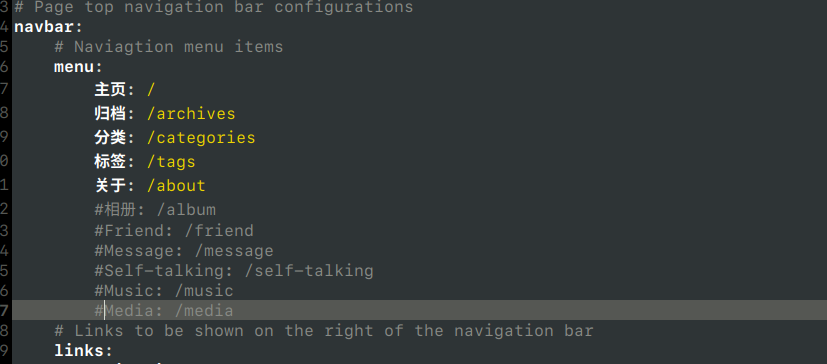 3 # Page top navigation bar configurations
4 navbar:
5 # Naviagtion menu items
6 menu:
7 主页: /
8 归档: /archives
9 分类: /categories
0 标签: /tags
1 关于: /about
2 #相册: /album
3 #Friend: /friend
4 #Message: /message
5 #Self-talking: /self-talking
6 #Music: /music
7 #Media: /media
8 # Links to be shown on the right of the navigation bar
9 links: